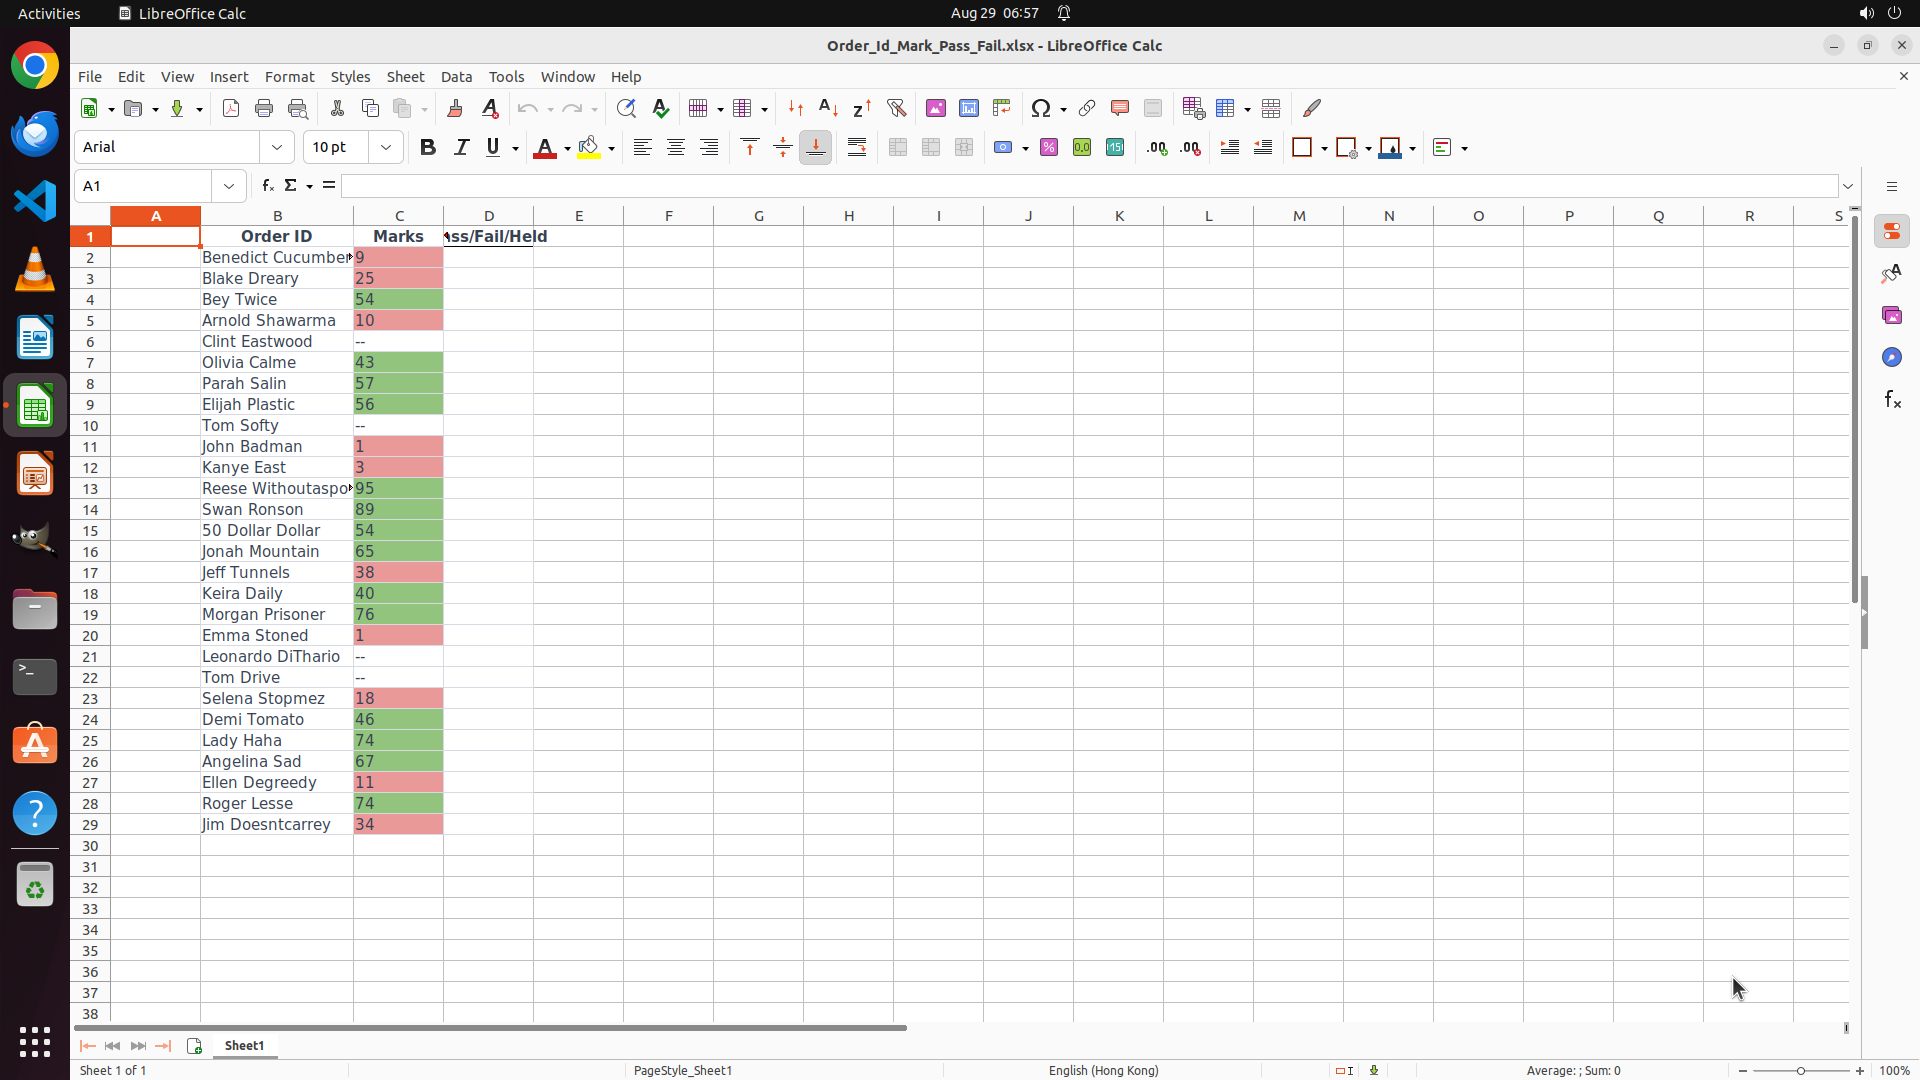 Activities LibreOffice Calc Aug 29 06:57
Order_Id_Mark_Pass_Fail.xlsx - LibreOffice Calc
File Edit View Insert Format Styles Sheet Data Tools Window Help
Arial 10 pt
A1
A B C D E F G H I J K L M N O P Q R S
1 Order ID Marks ass/Fail/Held
2 Benedict Cucumber 9
3 Blake Dreary 25
4 Bey Twice 54
5 Arnold Shawarma 10
6 Clint Eastwood --
7 Olivia Calme 43
8 Parah Salin 57
9 Elijah Plastic 56
10 Tom Softy --
11 John Badman 1
12 Kanye East 3
13 Reese Withoutaspo 95
14 Swan Ronson 89
15 50 Dollar Dollar 54
16 Jonah Mountain 65
17 Jeff Tunnels 38
18 Keira Daily 40
19 Morgan Prisoner 76
20 Emma Stoned 1
21 Leonardo DiThario --
22 Tom Drive --
23 Selena Stopmez 18
24 Demi Tomato 46
25 Lady Haha 74
26 Angelina Sad 67
27 Ellen Degreedy 11
28 Roger Lesse 74
29 Jim Doesntcarrey 34
30
31
32
33
34
35
36
37
38
Sheet1
Sheet 1 of 1 PageStyle_Sheet1 English (Hong Kong) Average: ; Sum: 0 100%